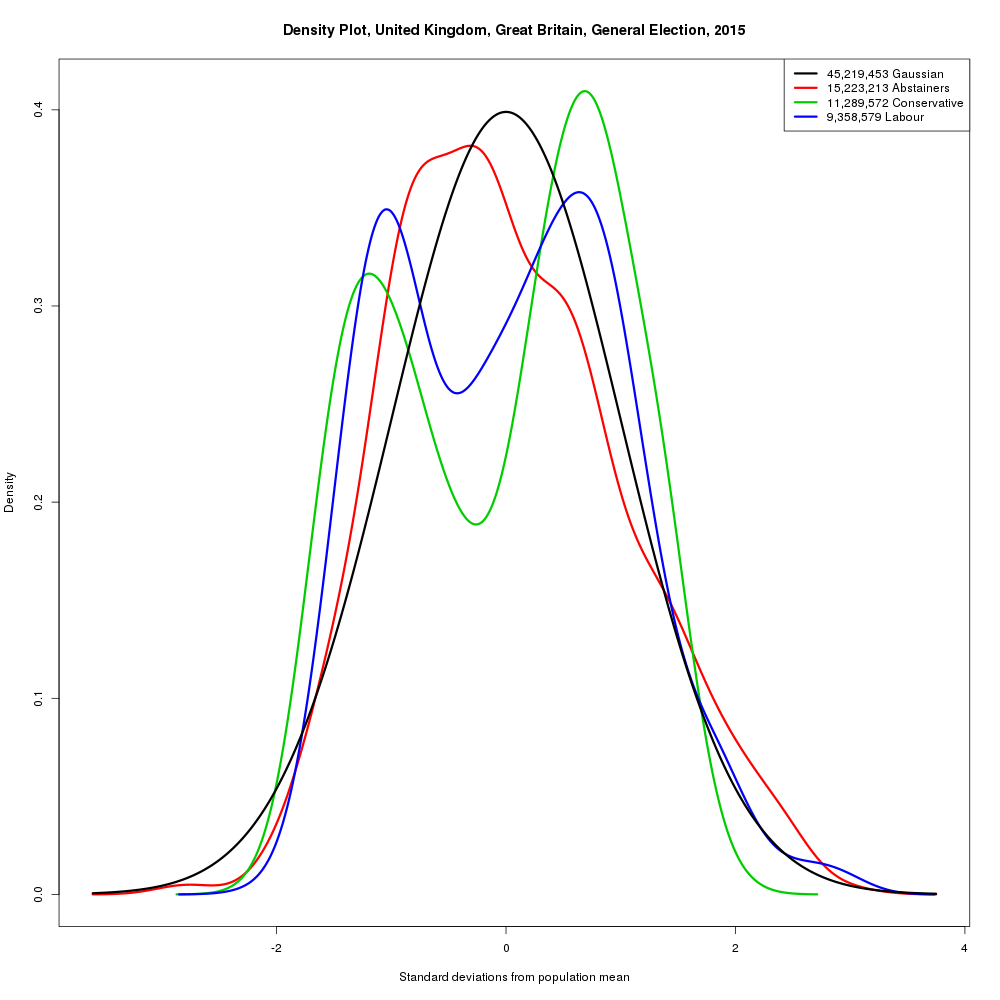 Density Plot, United Kingdom, Great Britain, General Election, 2015
45,219,453 Gaussian
15,223,213 Abstainers
11,289,572 Conservative
9,358,579 Labour
Density
0.4
0.3
0.2
0.1
0.0
-2 0 2 4
Standard deviations from population mean